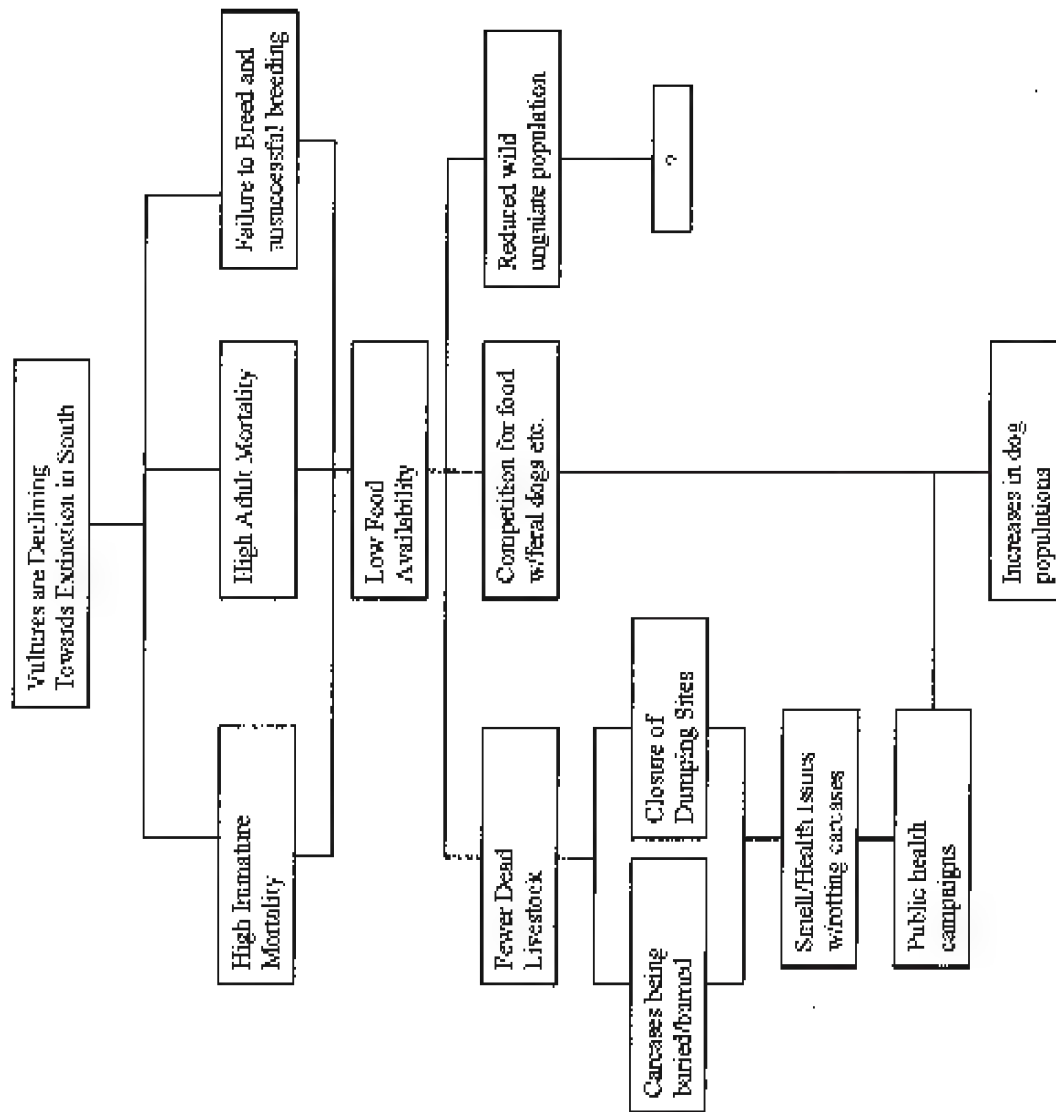 Vultures are Declining
Towards Extinction in South
High Immature
Mortality
High Adult Mortality
Failure to Breed and
unsuccessful breeding
Low Food
Availability
Fewer Dead
Livestock
Competition for food
w/feral dogs etc.
Reduced wild
ungulate population
Carcases being
buried/burned
Closure of
Dumping Sites
?
Smell/Health Issues
w/rotting carcases
Public health
campaigns
Increases in dog
populations